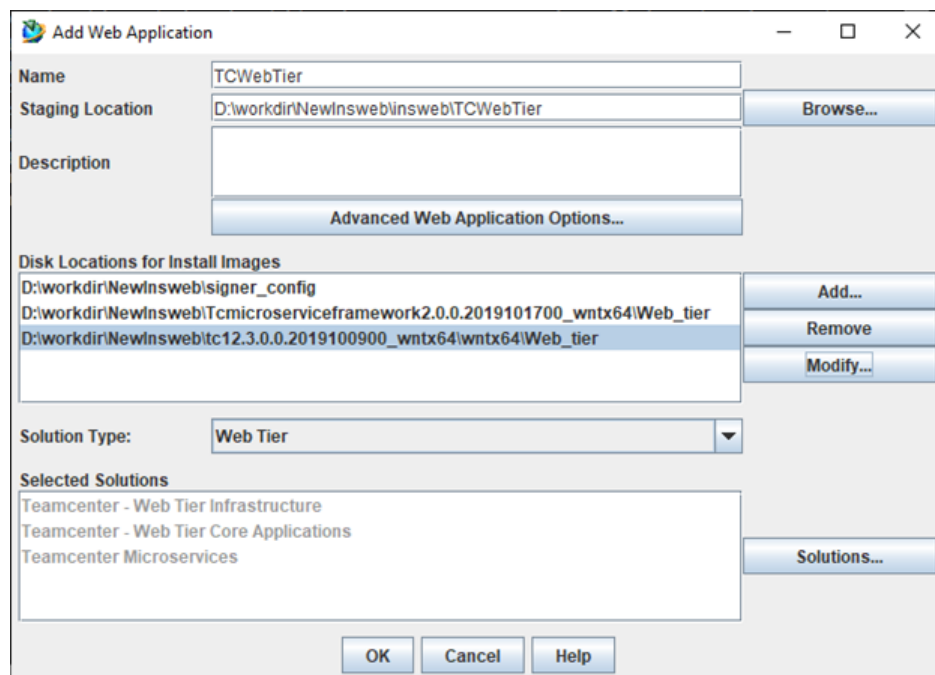 Add Web Application
Name
TCWebTier
Staging Location
D:\workdir\NewInsweb\insweb\TCWebTier
Browse...
Description
Advanced Web Application Options...
Disk Locations for Install Images
D:\workdir\NewInsweb\signer_config
D:\workdir\NewInsweb\Tcmicroserviceframework2.0.0.2019101700_wntx64\Web_tier
D:\workdir\NewInsweb\tc12.3.0.0.2019100900_wntx64\wntx64\Web_tier
Add...
Remove
Modify...
Solution Type:
Web Tier
Selected Solutions
Teamcenter - Web Tier Infrastructure
Teamcenter - Web Tier Core Applications
Teamcenter Microservices
Solutions...
OK
Cancel
Help